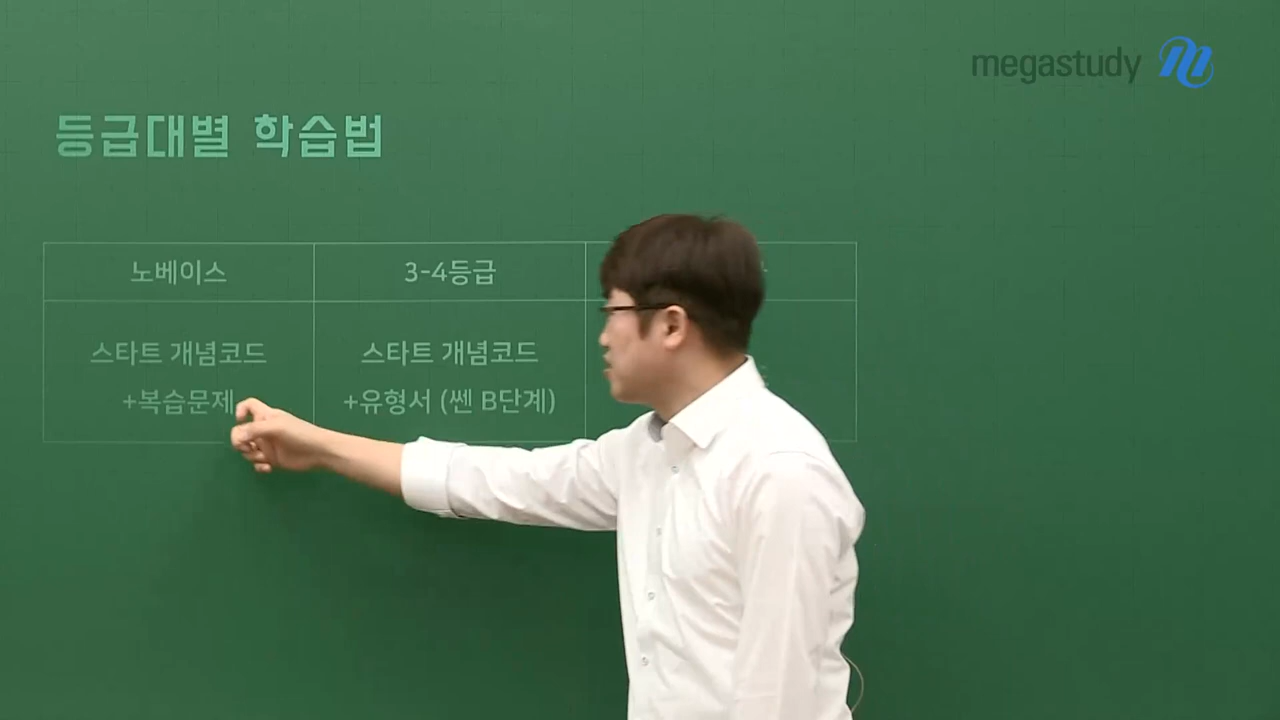 megastudy
등급대별 학습법
노베이스
3-4등급
스타트 개념코드
+복습문제
스타트 개념코드
+유형서 (쎈 B단계)